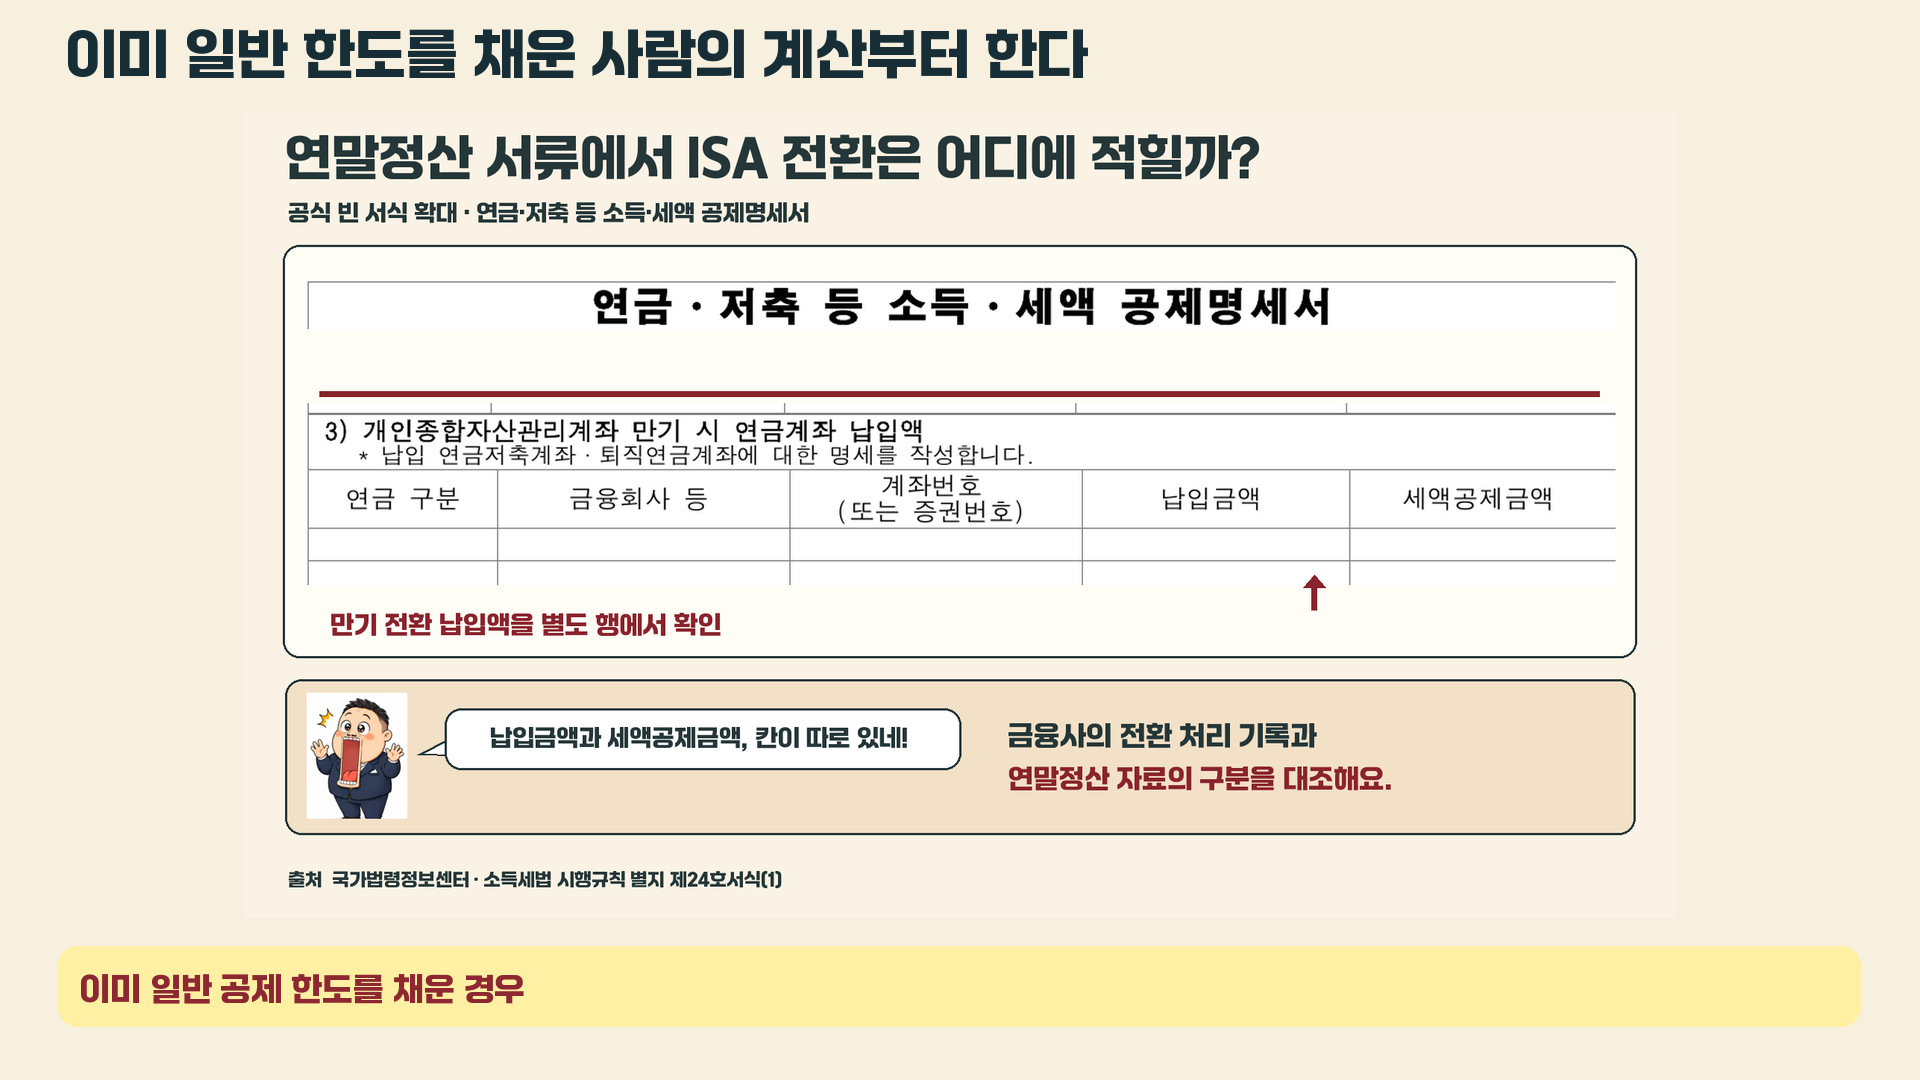 이미 일반 한도를 채운 사람의 계산부터 한다
연말정산 서류에서 ISA 전환은 어디에 적힐까?
공식 빈 서식 확대 · 연금·저축 등 소득·세액 공제명세서
연금 · 저축 등 소득 · 세액 공제명세서
3) 개인종합자산관리계좌 만기 시 연금계좌 납입액
* 납입 연금저축계좌 · 퇴직연금계좌에 대한 명세를 작성합니다.
연금 구분
금융회사 등
계좌번호
(또는 증권번호)
납입금액
세액공제금액
만기 전환 납입액을 별도 행에서 확인
납입금액과 세액공제금액, 칸이 따로 있네!
금융사의 전환 처리 기록과
연말정산 자료의 구분을 대조해요.
출처 국가법령정보센터 · 소득세법 시행규칙 별지 제24호서식(1)
이미 일반 공제 한도를 채운 경우